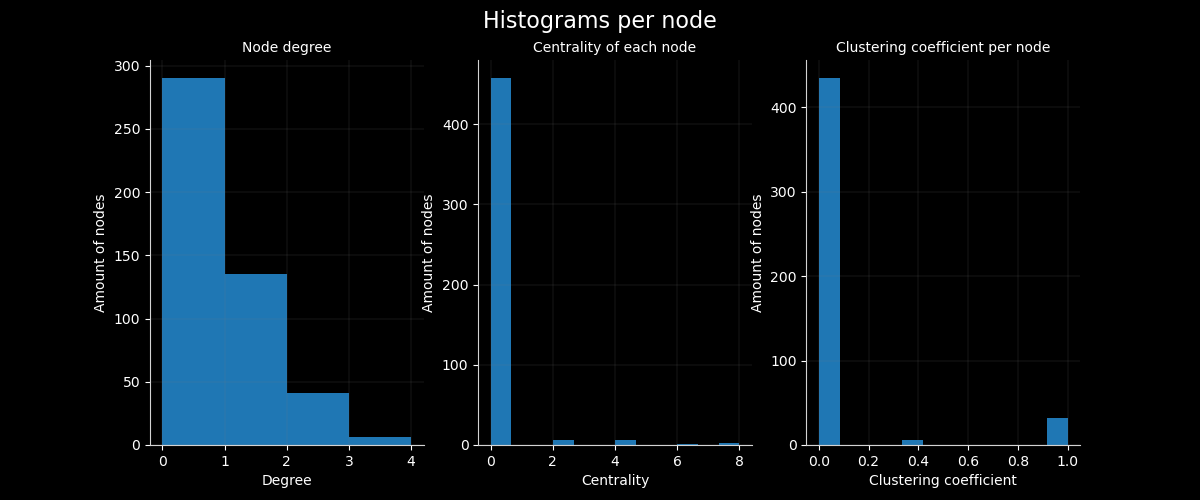 Histograms per node
Node degree
Amount of nodes
300
250
200
150
100
50
0
0 1 2 3 4
Degree
Centrality of each node
Amount of nodes
400
300
200
100
0
0 2 4 6 8
Centrality
Clustering coefficient per node
Amount of nodes
400
300
200
100
0
0.0 0.2 0.4 0.6 0.8 1.0
Clustering coefficient